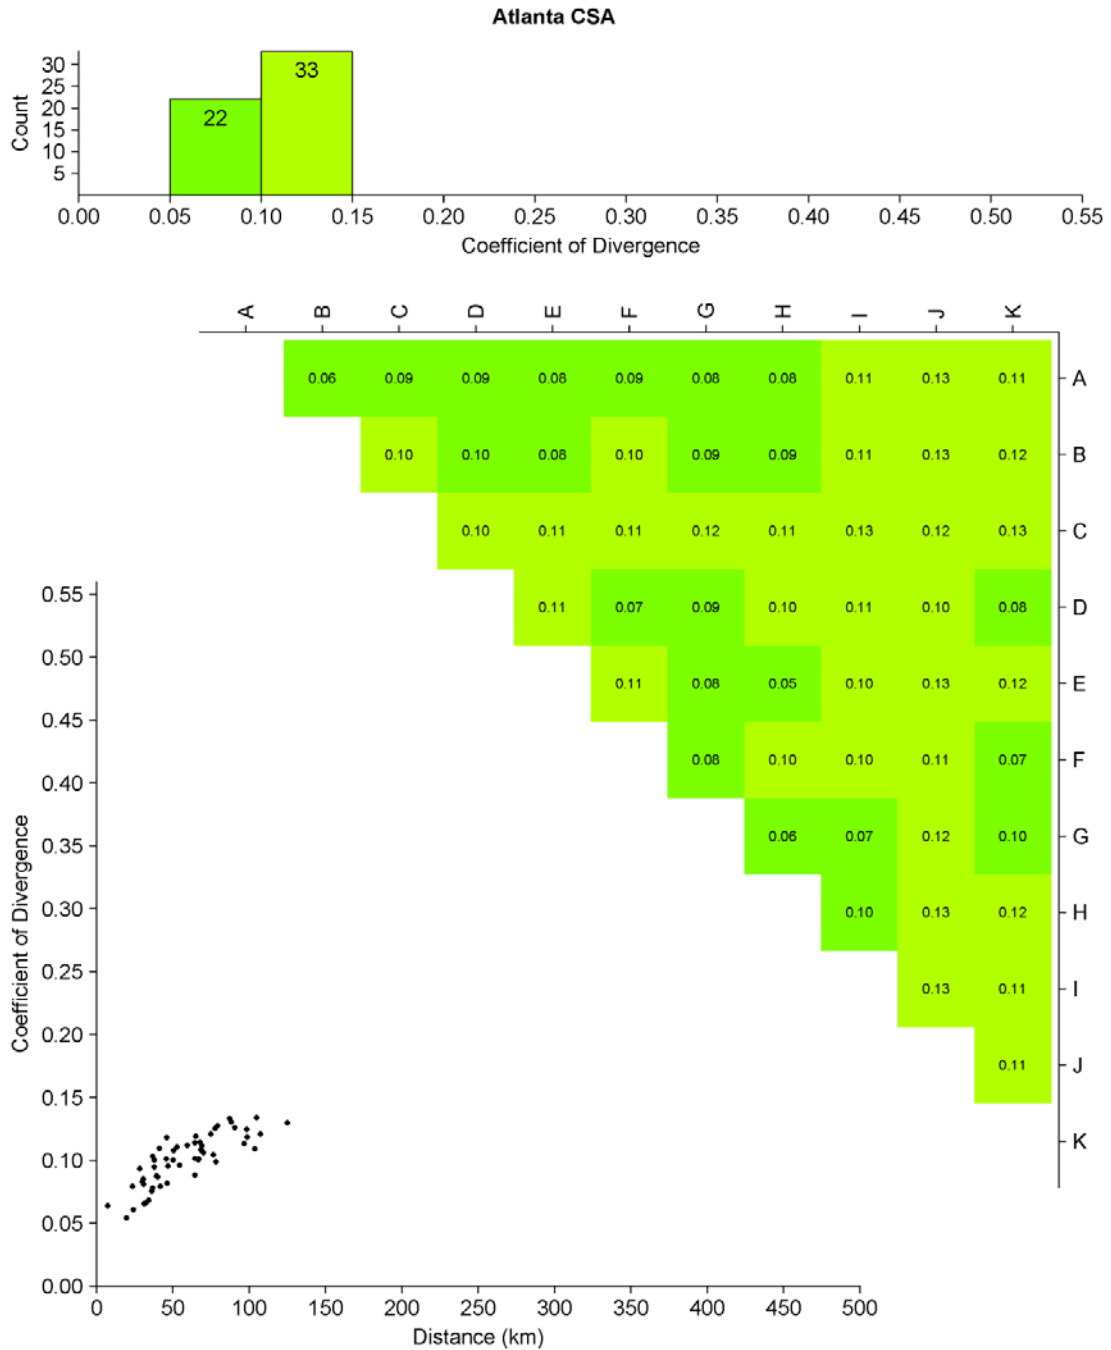 Atlanta CSA
30
25
20
15
10
5
Count
22
33
0.00 0.05 0.10 0.15 0.20 0.25 0.30 0.35 0.40 0.45 0.50 0.55
Coefficient of Divergence
A B C D E F G H I J K
0.06 0.09 0.09 0.08 0.09 0.08 0.08 0.11 0.13 0.11 A
0.10 0.10 0.08 0.10 0.09 0.09 0.11 0.13 0.12 B
0.10 0.11 0.11 0.12 0.11 0.13 0.12 0.13 C
0.11 0.07 0.09 0.10 0.11 0.10 0.08 D
0.11 0.08 0.05 0.10 0.13 0.12 E
0.08 0.10 0.10 0.11 0.07 F
0.06 0.07 0.12 0.10 G
0.10 0.13 0.12 H
0.13 0.11 I
0.11 J
K
0.55
0.50
0.45
0.40
0.35
0.30
0.25
0.20
0.15
0.10
0.05
0.00
Coefficient of Divergence
0 50 100 150 200 250 300 350 400 450 500
Distance (km)